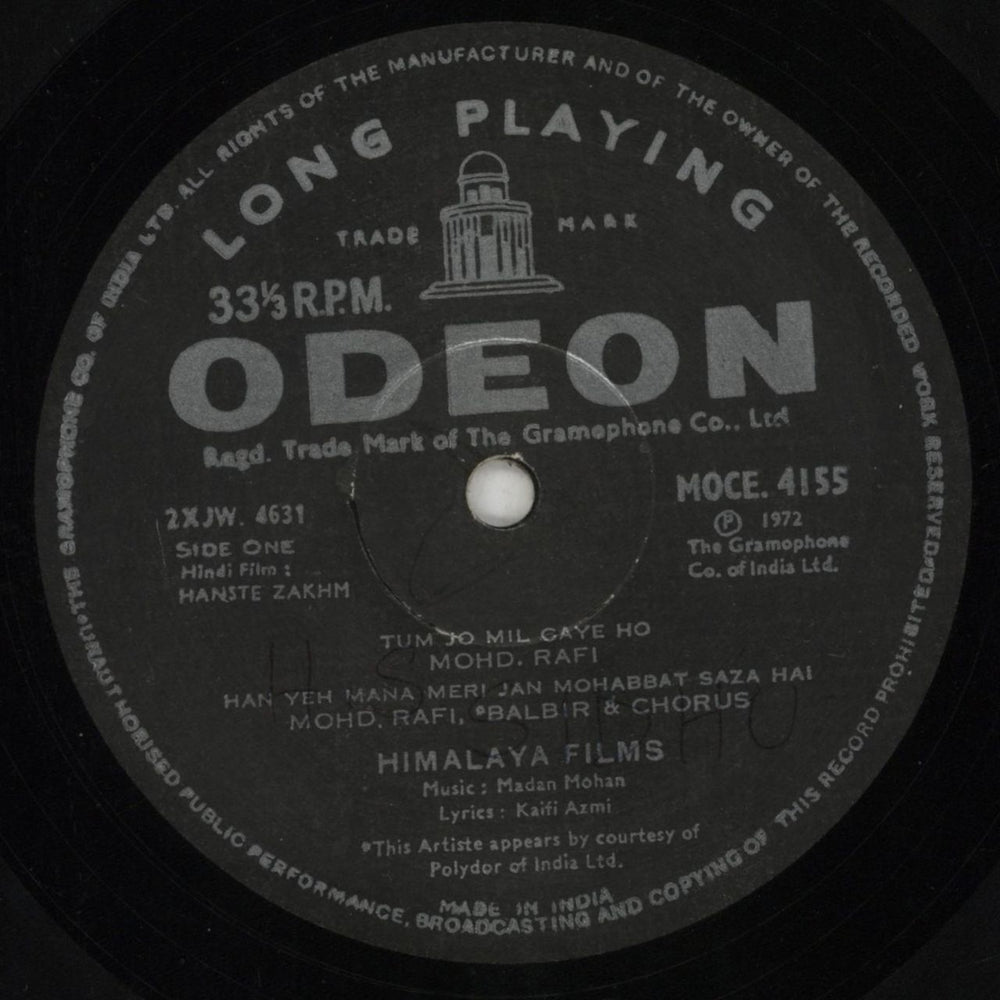 LONG PLAYING
TRADE MARK
33⅓ R.P.M.
ODEON
Regd. Trade Mark of The Gramophone Co., Ltd
2XJW. 4631
SIDE ONE
Hindi Film :
HANSTE ZAKHM
MOCE. 4155
Ⓟ 1972
The Gramophone
Co. of India Ltd.
TUM JO MIL GAYE HO
MOHD. RAFI
HAN YEH MANA MERI JAN MOHABBAT SAZA HAI
MOHD. RAFI, *BALBIR & CHORUS
H S SIDHU
HIMALAYA FILMS
Music : Madan Mohan
Lyrics : Kaifi Azmi
*This Artiste appears by courtesy of
Polydor of India Ltd.
MADE IN INDIA
THIS GRAMOPHONE CO. OF INDIA LTD. ALL RIGHTS OF THE MANUFACTURER AND OF THE OWNER OF THE RECORDED WORK RESERVED
UNAUTHORISED PUBLIC PERFORMANCE, BROADCASTING AND COPYING OF THIS RECORD PROHIBITED